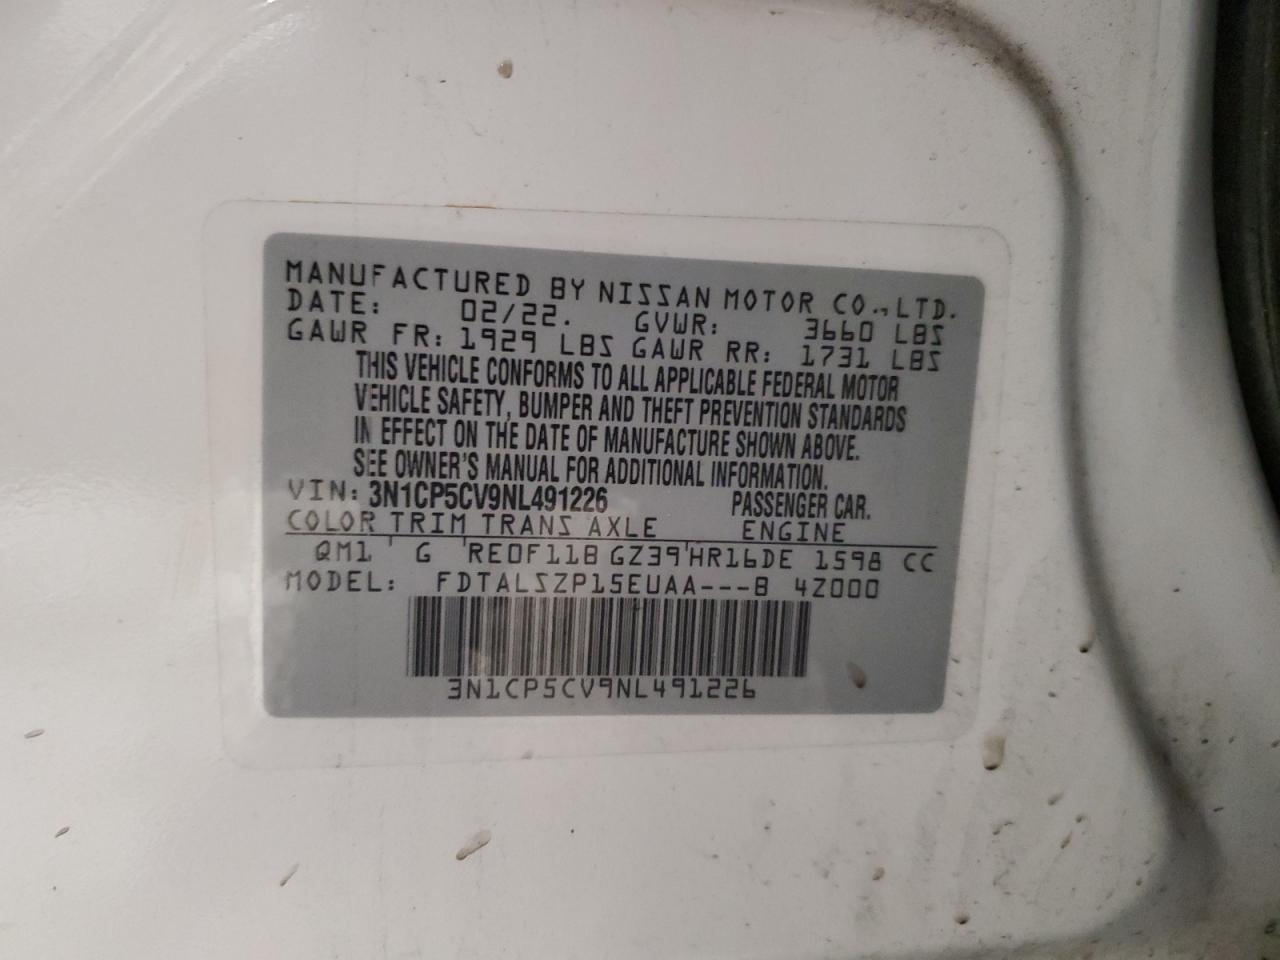 MANUFACTURED BY NISSAN MOTOR CO., LTD.
DATE: 02/22. GVWR: 3660 LBS
GAWR FR: 1929 LBS GAWR RR: 1731 LBS
THIS VEHICLE CONFORMS TO ALL APPLICABLE FEDERAL MOTOR
VEHICLE SAFETY, BUMPER AND THEFT PREVENTION STANDARDS
IN EFFECT ON THE DATE OF MANUFACTURE SHOWN ABOVE.
SEE OWNER'S MANUAL FOR ADDITIONAL INFORMATION.
VIN: 3N1CP5CV9NL491226 PASSENGER CAR.
COLOR TRIM TRANS AXLE ENGINE
QM1 G RE0F11B GZ39 HR16DE 1598 CC
MODEL: FDTALSZP15EUAA---B 4Z000
3N1CP5CV9NL491226